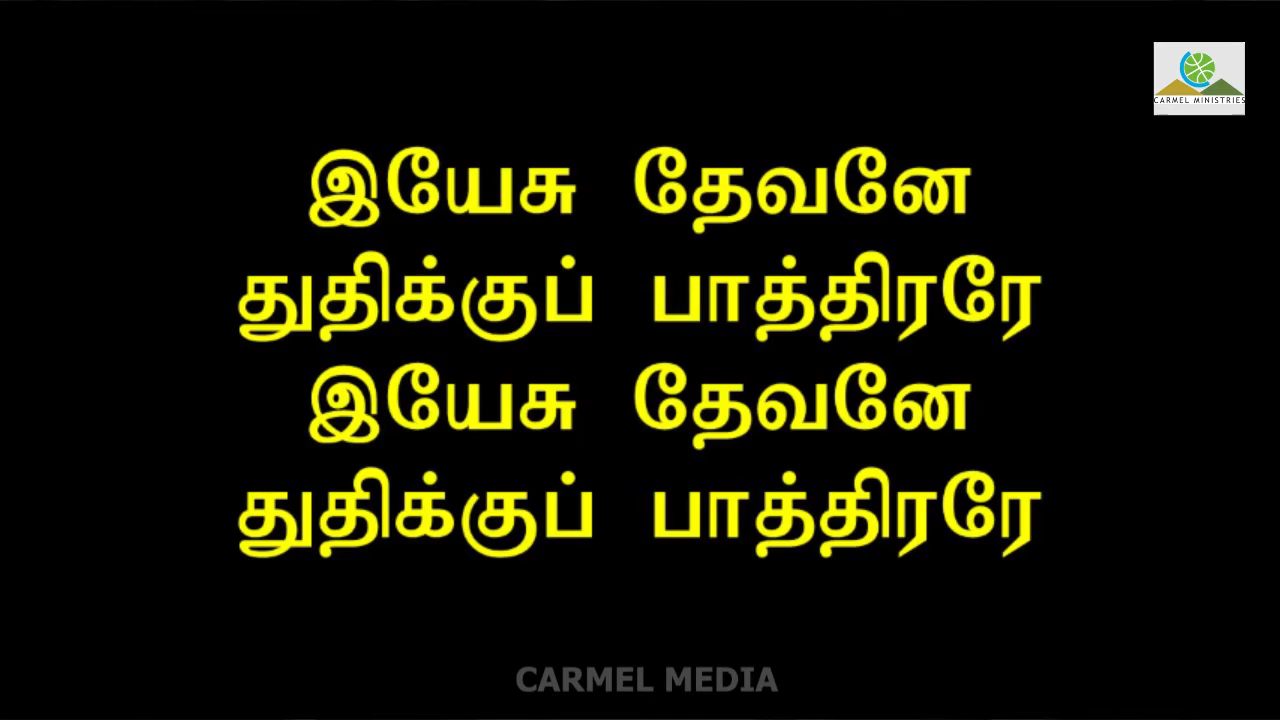 CARMEL MINISTRIES
இயேசு தேவனே
துதிக்குப் பாத்திரரே
இயேசு தேவனே
துதிக்குப் பாத்திரரே
CARMEL MEDIA